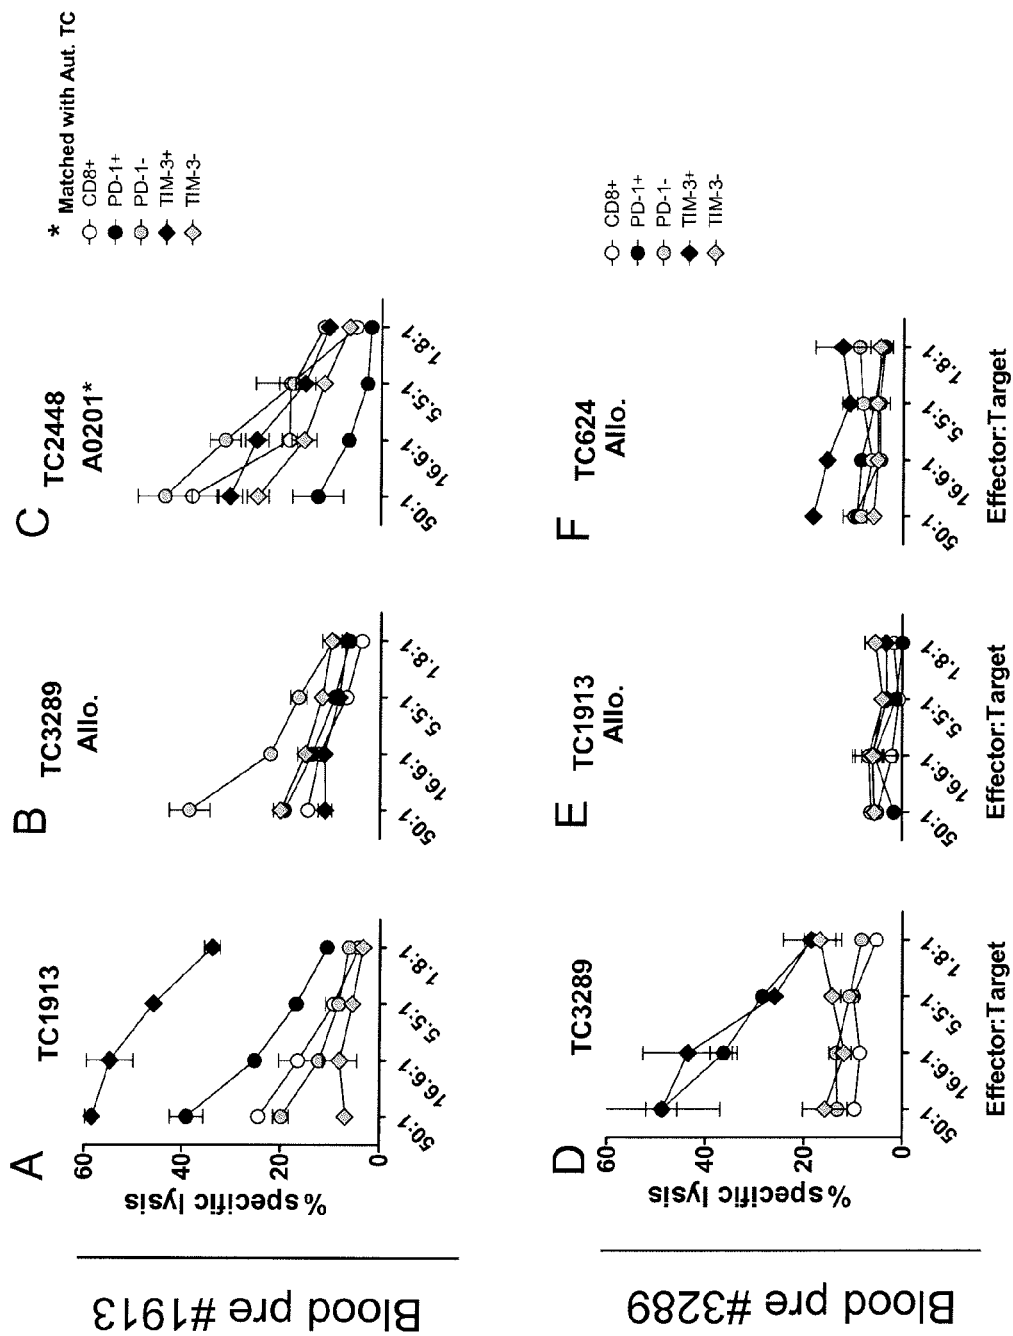 Blood pre #1913
A
TC1913
% specific lysis
60
40
20
0
50:1
16.6:1
5.5:1
1.8:1
B
TC3289
Allo.
50:1
16.6:1
5.5:1
1.8:1
C
TC2448
A0201*
50:1
16.6:1
5.5:1
1.8:1
* Matched with Aut. TC
CD8+
PD-1+
PD-1-
TIM-3+
TIM-3-
Blood pre #3289
D
TC3289
% specific lysis
60
40
20
0
50:1
16.6:1
5.5:1
1.8:1
Effector:Target
E
TC1913
Allo.
50:1
16.6:1
5.5:1
1.8:1
Effector:Target
F
TC624
Allo.
50:1
16.6:1
5.5:1
1.8:1
Effector:Target
CD8+
PD-1+
PD-1-
TIM-3+
TIM-3-